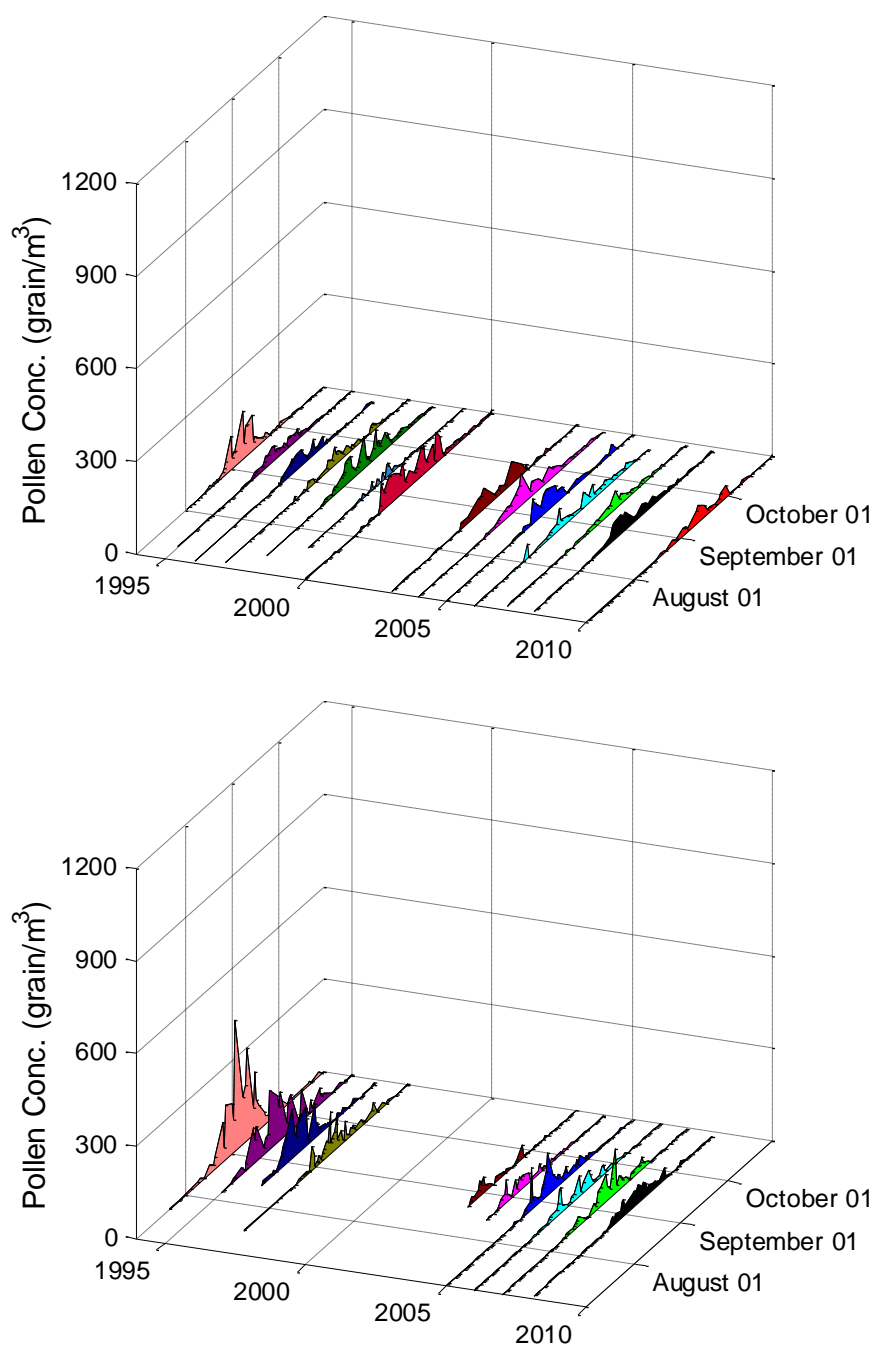 1200
900
600
300
0
Pollen Conc. (grain/m³)
1995
2000
2005
2010
October 01
September 01
August 01
1200
900
600
300
0
Pollen Conc. (grain/m³)
1995
2000
2005
2010
October 01
September 01
August 01